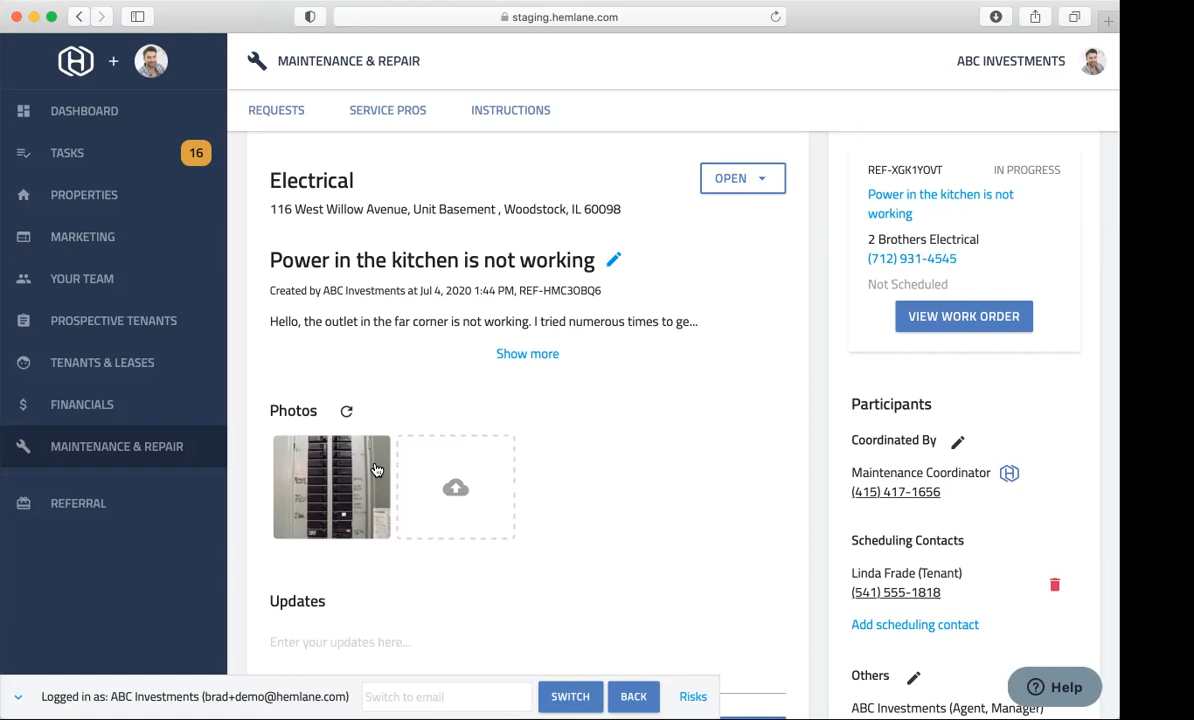 staging.hemlane.com
+
MAINTENANCE & REPAIR
ABC INVESTMENTS
DASHBOARD
TASKS
16
PROPERTIES
MARKETING
YOUR TEAM
PROSPECTIVE TENANTS
TENANTS & LEASES
FINANCIALS
MAINTENANCE & REPAIR
REFERRAL
REQUESTS
SERVICE PROS
INSTRUCTIONS
Electrical
OPEN
116 West Willow Avenue, Unit Basement , Woodstock, IL 60098
Power in the kitchen is not working
Created by ABC Investments at Jul 4, 2020 1:44 PM, REF-HMC3OBQ6
Hello, the outlet in the far corner is not working. I tried numerous times to ge...
Show more
Photos
Updates
Enter your updates here...
REF-XGK1YOVT
IN PROGRESS
Power in the kitchen is not
working
2 Brothers Electrical
(712) 931-4545
Not Scheduled
VIEW WORK ORDER
Participants
Coordinated By
Maintenance Coordinator
(415) 417-1656
Scheduling Contacts
Linda Frade (Tenant)
(541) 555-1818
Add scheduling contact
Others
ABC Investments (Agent, Manager)
Help
Logged in as: ABC Investments (brad+demo@hemlane.com)
Switch to email
SWITCH
BACK
Risks